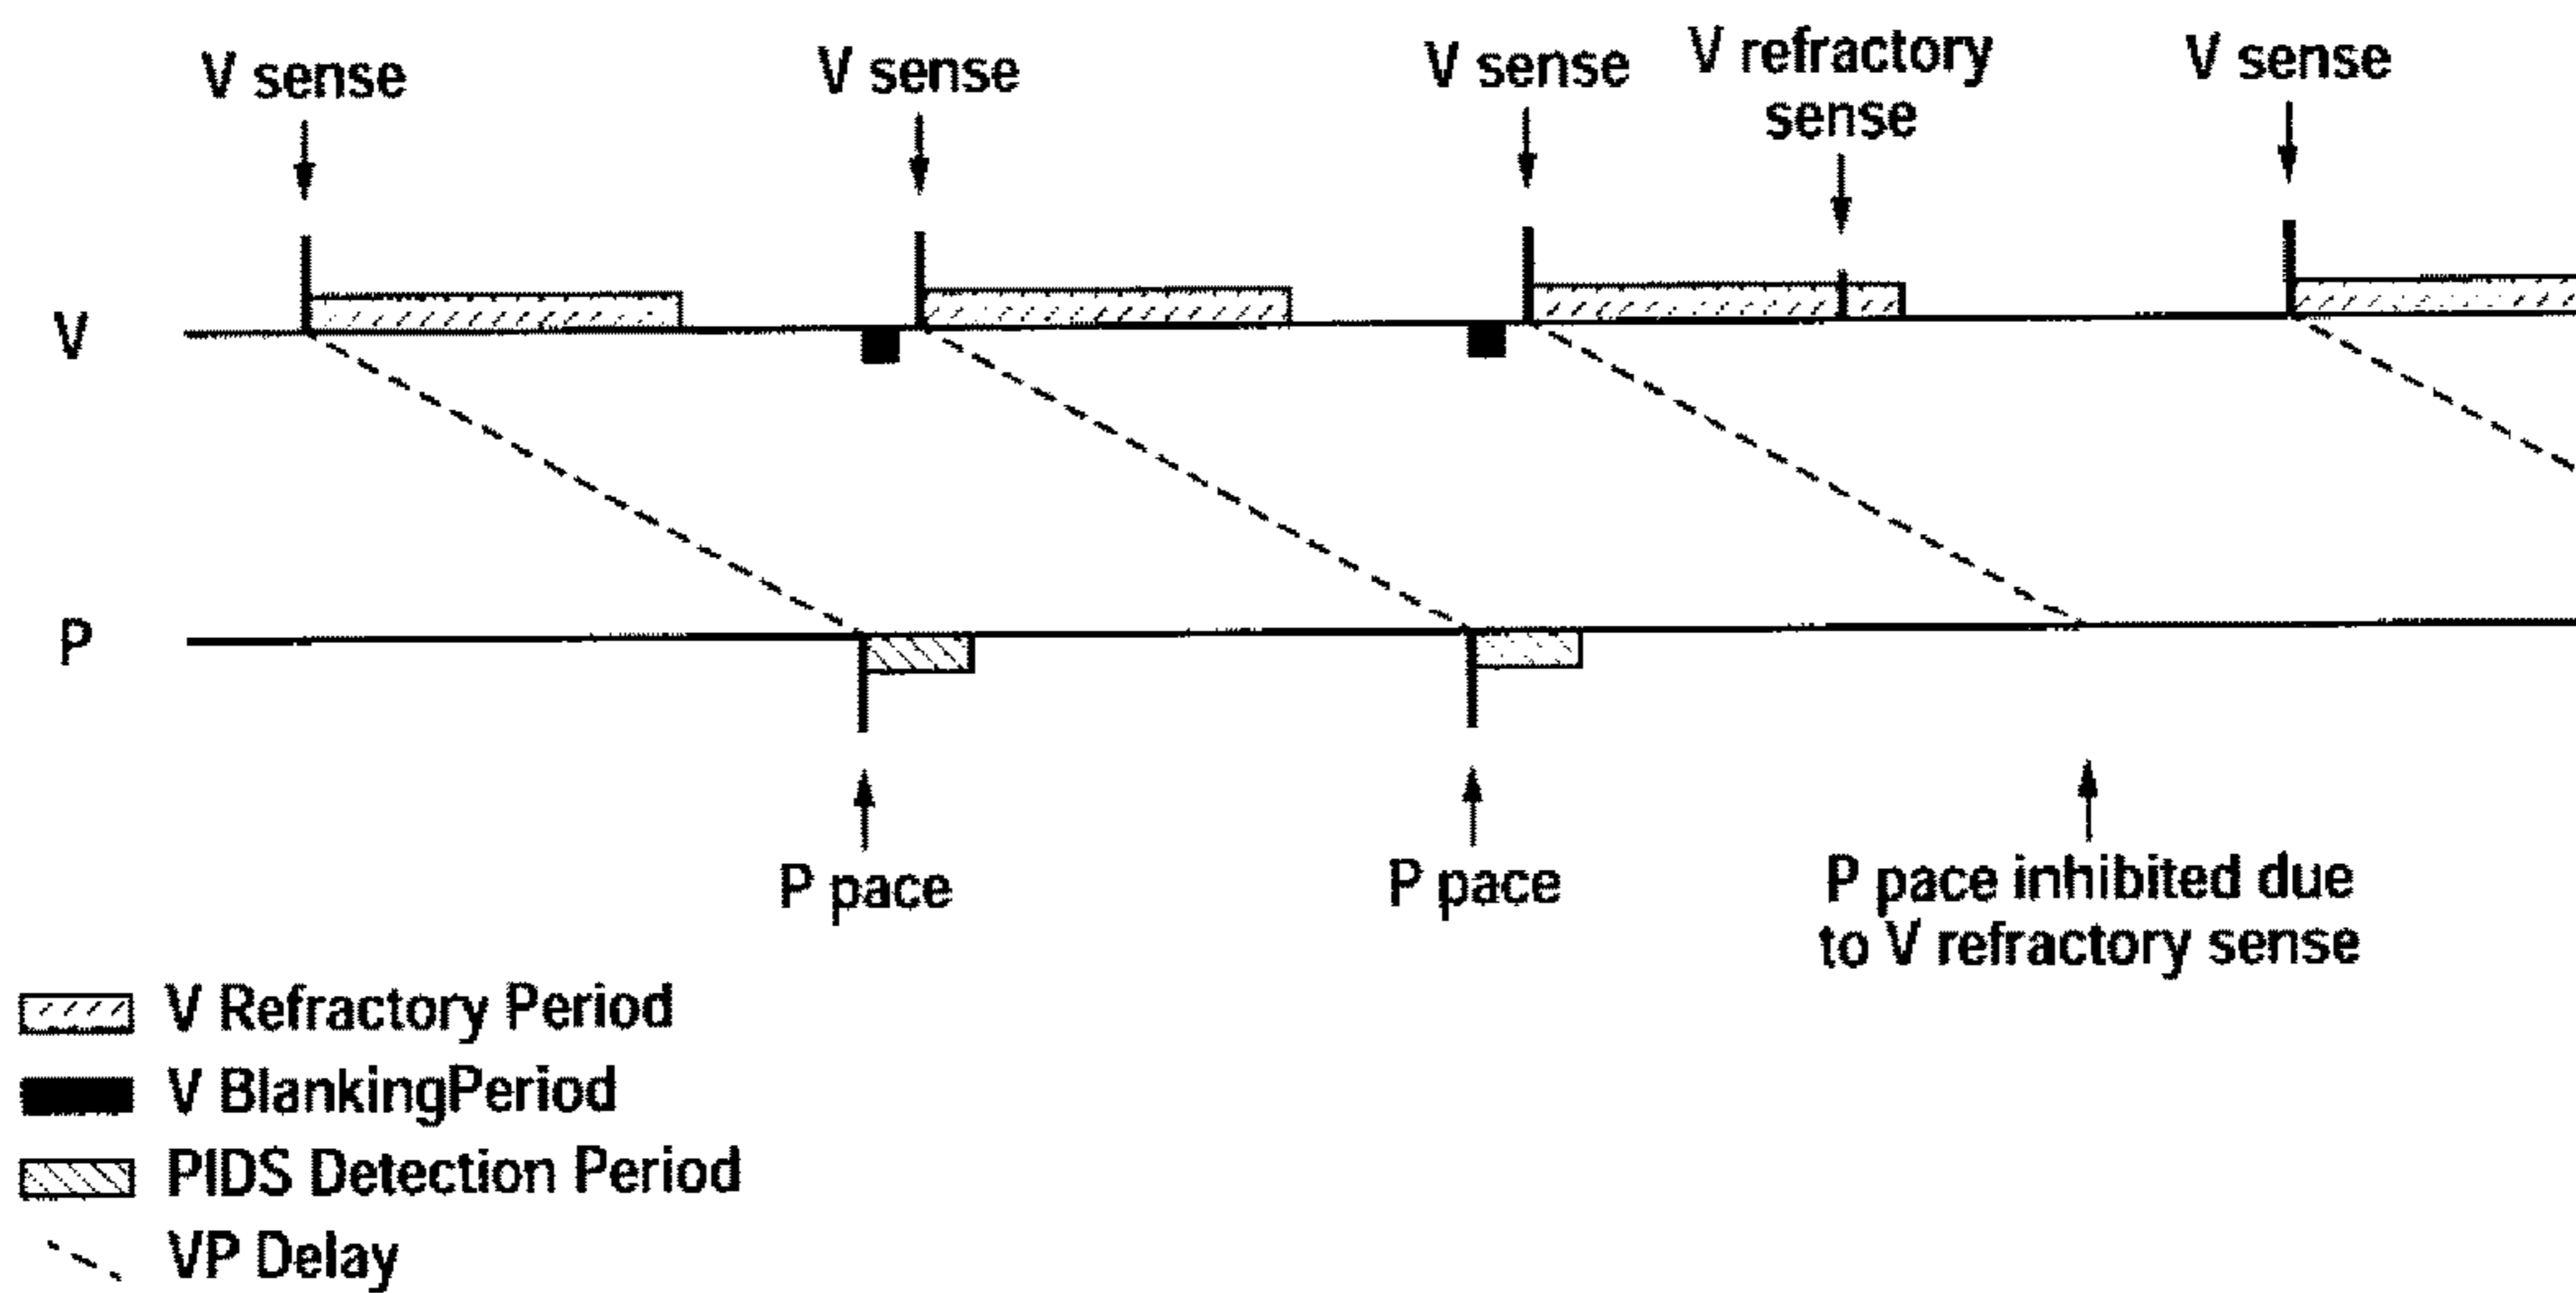 V sense
V sense
V sense
V refractory
sense
V sense
V
P
P pace
P pace
P pace inhibited due
to V refractory sense
V Refractory Period
V BlankingPeriod
PIDS Detection Period
VP Delay